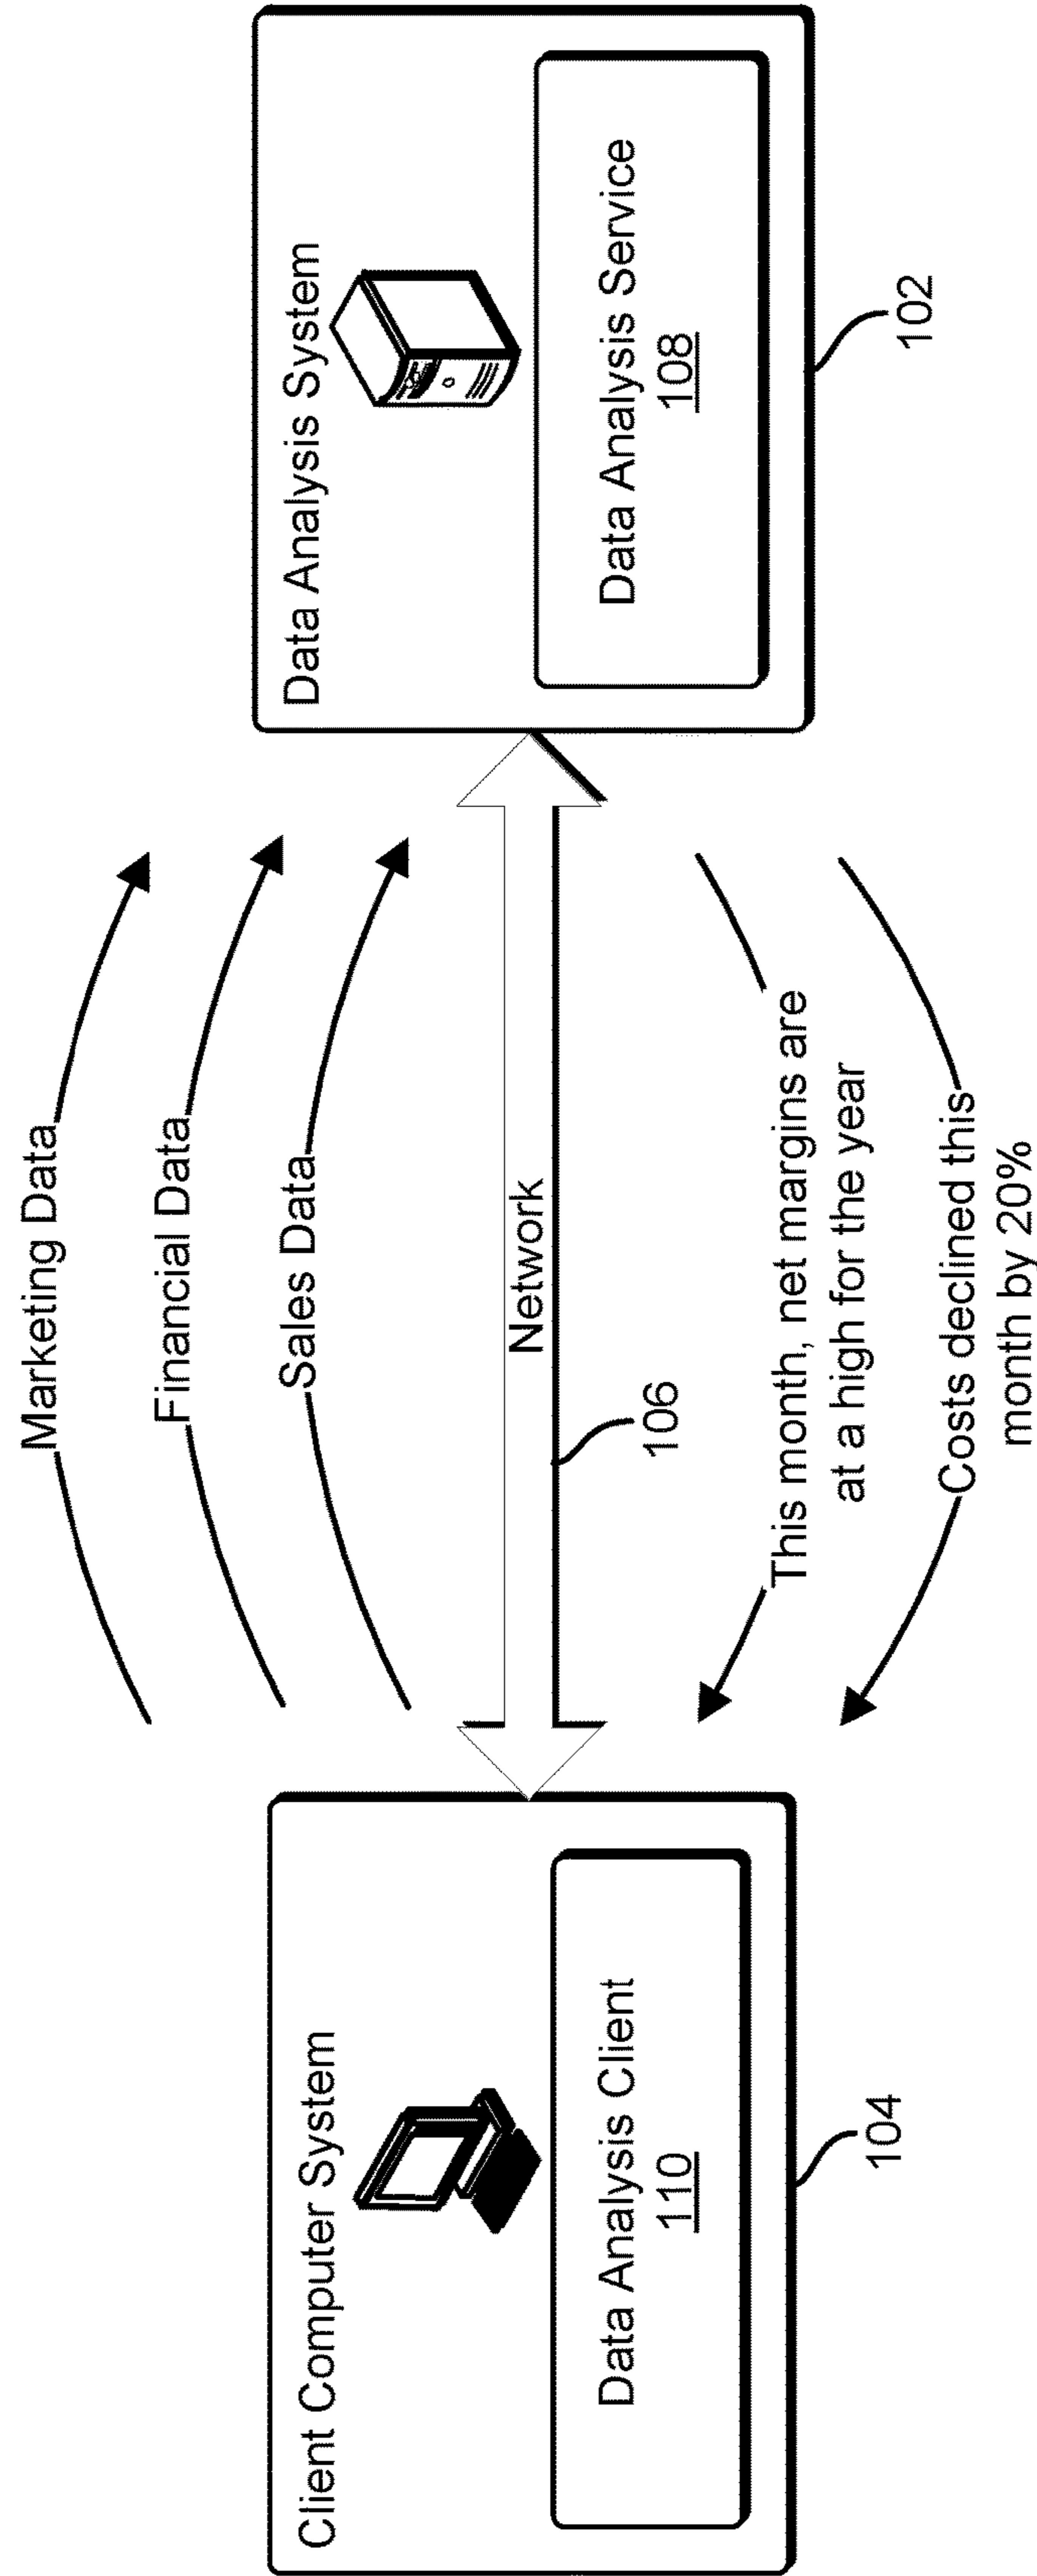 Marketing Data
Financial Data
Sales Data
Client Computer System
Data Analysis Client
110
104
Network
106
Data Analysis System
Data Analysis Service
108
102
This month, net margins are
at a high for the year
Costs declined this
month by 20%